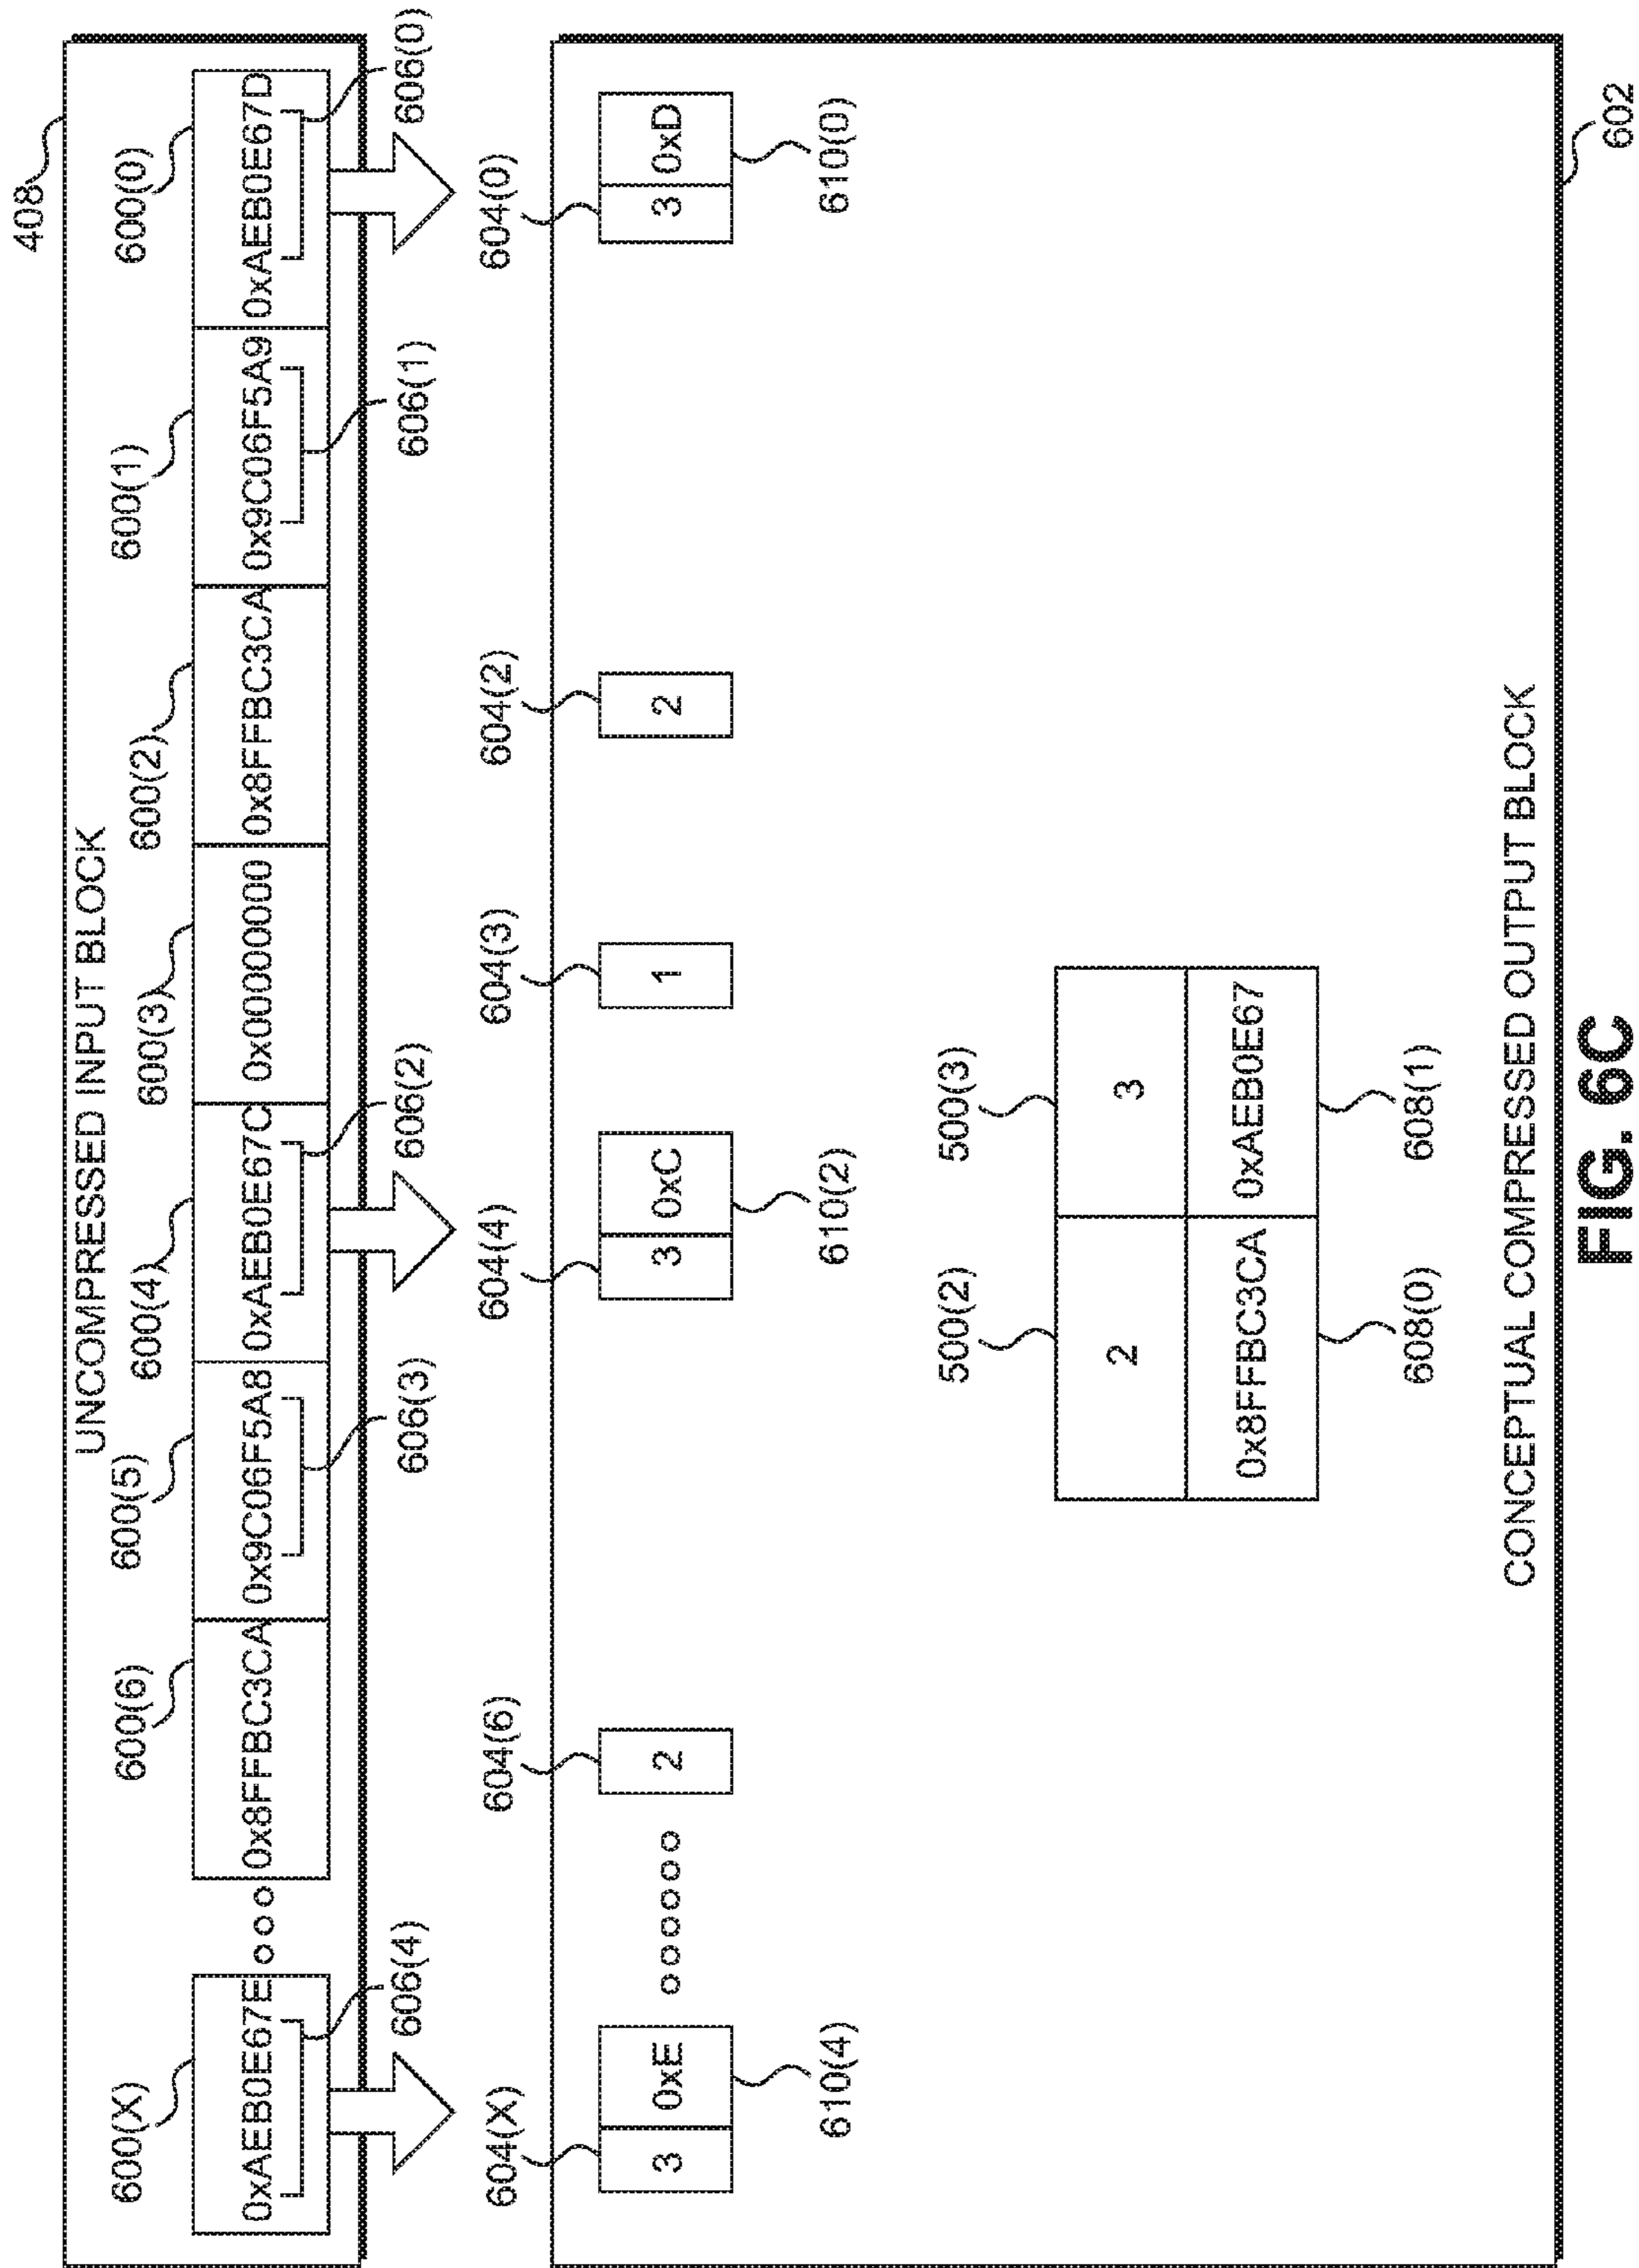 408
UNCOMPRESSED INPUT BLOCK
600(X) 600(6) 600(5) 600(4) 600(3) 600(2) 600(1) 600(0)
0xAEB0E67E 0x8FFBC3CA 0x9C06F5A8 0xAEB0E67C 0x00000000 0x8FFBC3CA 0x9C06F5A9 0xAEB0E67D
606(4) 606(3) 606(2) 606(1) 606(0)
604(X) 604(6) 604(4) 604(3) 604(2) 604(0)
3 0xE 2 3 0xC 1 2 3 0xD
610(4) 610(2) 610(0)
500(2) 500(3)
2 3
0x8FFBC3CA 0xAEB0E67
608(0) 608(1)
CONCEPTUAL COMPRESSED OUTPUT BLOCK
602
FIG. 6C